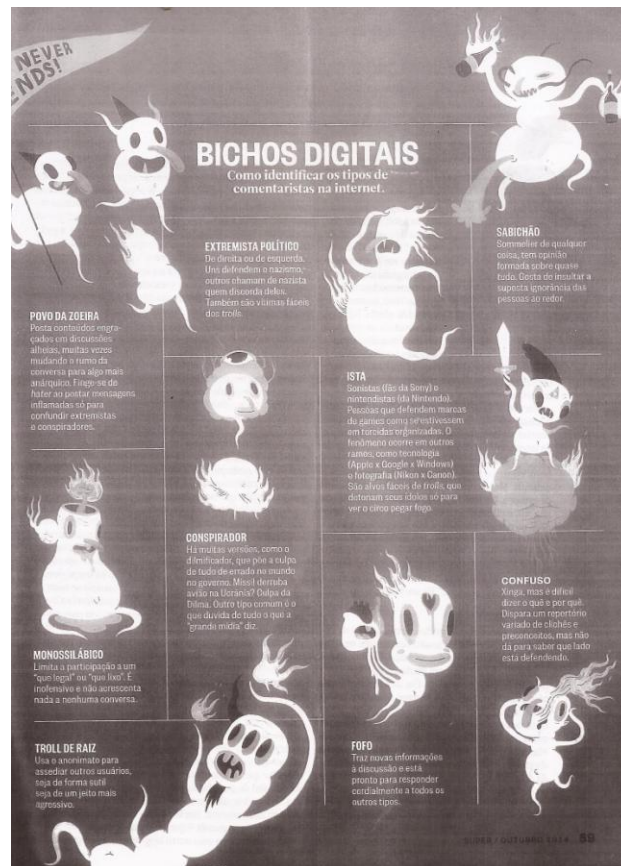 NEVER
ENDS!
BICHOS DIGITAIS
Como identificar os tipos de
comentaristas na internet.
EXTREMISTA POLÍTICO
De direita ou de esquerda.
Uns defendem o nazismo,
outros chamam de nazista
quem discorda deles.
Também são vítimas fáceis
dos trolls.
SABICHÃO
Sommelier de qualquer
coisa, tem opinião
formada sobre quase
tudo. Gosta de insultar a
suposta ignorância das
pessoas ao redor.
POVO DA ZOEIRA
Posta conteúdos engra-
çados em discussões
alheias, muitas vezes
mudando o rumo da
conversa para algo mais
anárquico. Finge-se de
hater ao postar mensagens
inflamadas só para
confundir extremistas
e conspiradores.
ISTA
Sonistas (fãs da Sony) e
nintendistas (da Nintendo).
Pessoas que defendem marcas
de games como se estivessem
em torcidas organizadas. O
fenômeno ocorre em outros
ramos, como tecnologia
(Apple x Google x Windows)
e fotografia (Nikon x Canon).
São alvos fáceis de trolls, que
detonam seus ídolos só para
ver o circo pegar fogo.
CONSPIRADOR
Há muitas versões, como o
dilmificador, que põe a culpa
de tudo de errado no mundo
no governo. Míssil derruba
avião na Ucrânia? Culpa da
Dilma. Outro tipo comum é o
que duvida de tudo o que a
"grande mídia" diz.
CONFUSO
Xinga, mas é difícil
dizer o quê e por quê.
Dispara um repertório
variado de clichês e
preconceitos, mas não
dá para saber que lado
está defendendo.
MONOSSILÁBICO
Limita a participação a um
"que legal" ou "que lixo". É
inofensivo e não acrescenta
nada a nenhuma conversa.
TROLL DE RAIZ
Usa o anonimato para
assediar outros usuários,
seja de forma sutil
seja de um jeito mais
agressivo.
FOFO
Traz novas informações
à discussão e está
pronto para responder
cordialmente a todos os
outros tipos.
SUPER / OUTUBRO 2014 59